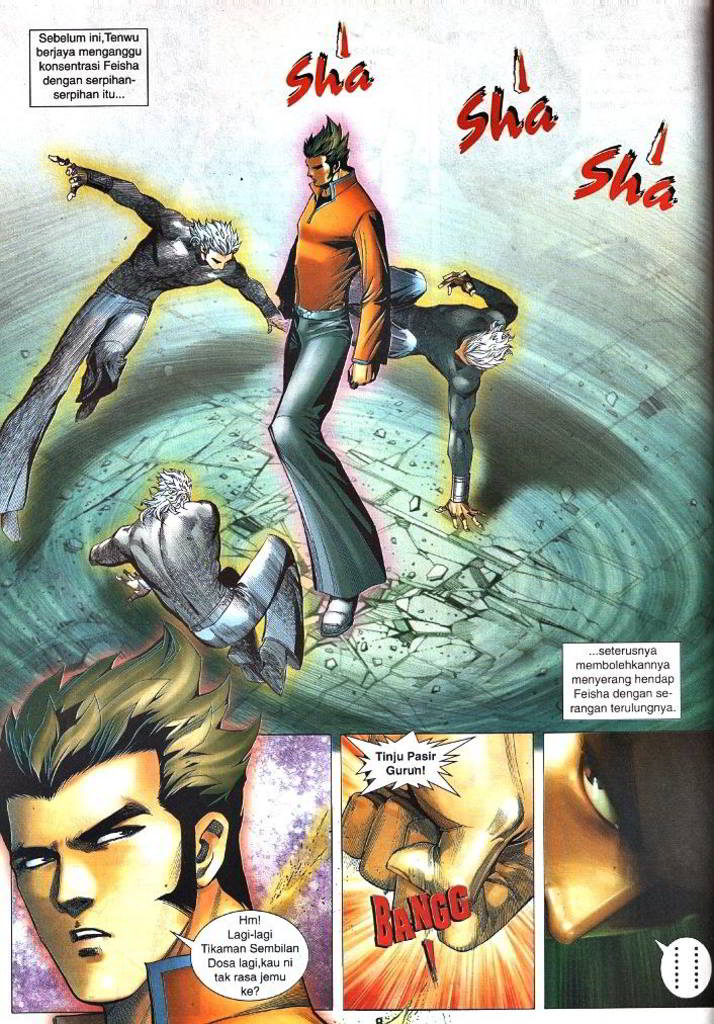 Sebelum ini,Tenwu
berjaya menganggu
konsentrasi Feisha
dengan serpihan-
serpihan itu...
Sha!
Sha!
Sha!
...seterusnya
membolehkannya
menyerang hendap
Feisha dengan se-
rangan terulungnya.
Hm!
Lagi-lagi
Tikaman Sembilan
Dosa lagi,kau ni
tak rasa jemu
ke?
Tinju Pasir
Gurun!
BANGG!